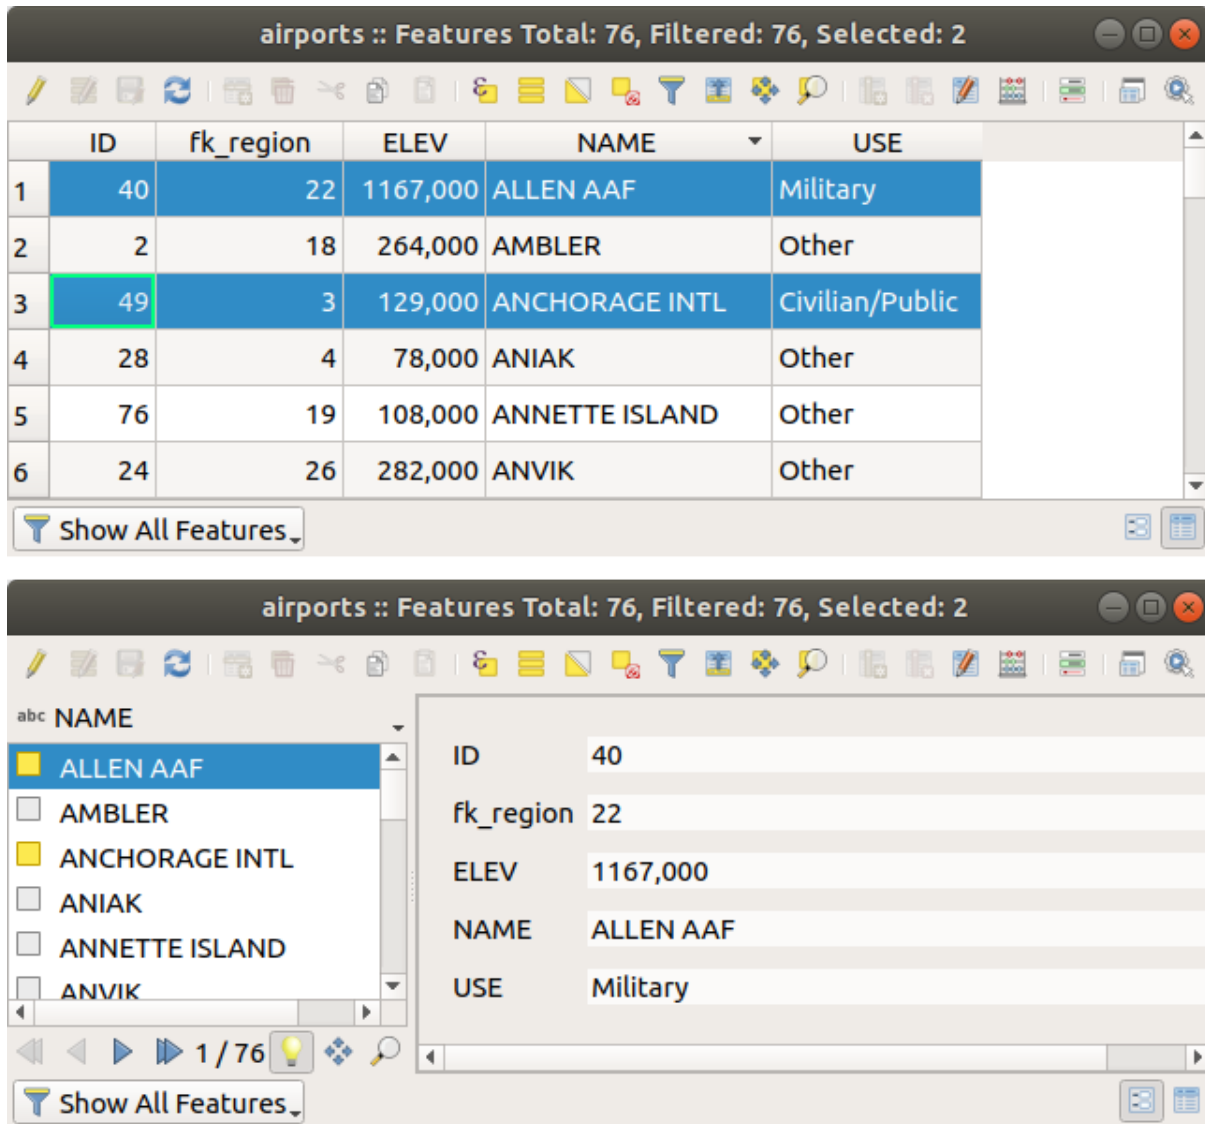 airports :: Features Total: 76, Filtered: 76, Selected: 2
ID fk_region ELEV NAME USE
1 40 22 1167,000 ALLEN AAF Military
2 2 18 264,000 AMBLER Other
3 49 3 129,000 ANCHORAGE INTL Civilian/Public
4 28 4 78,000 ANIAK Other
5 76 19 108,000 ANNETTE ISLAND Other
6 24 26 282,000 ANVIK Other
Show All Features
airports :: Features Total: 76, Filtered: 76, Selected: 2
abc NAME
ALLEN AAF
AMBLER
ANCHORAGE INTL
ANIAK
ANNETTE ISLAND
ANVIK
1 / 76
ID 40
fk_region 22
ELEV 1167,000
NAME ALLEN AAF
USE Military
Show All Features